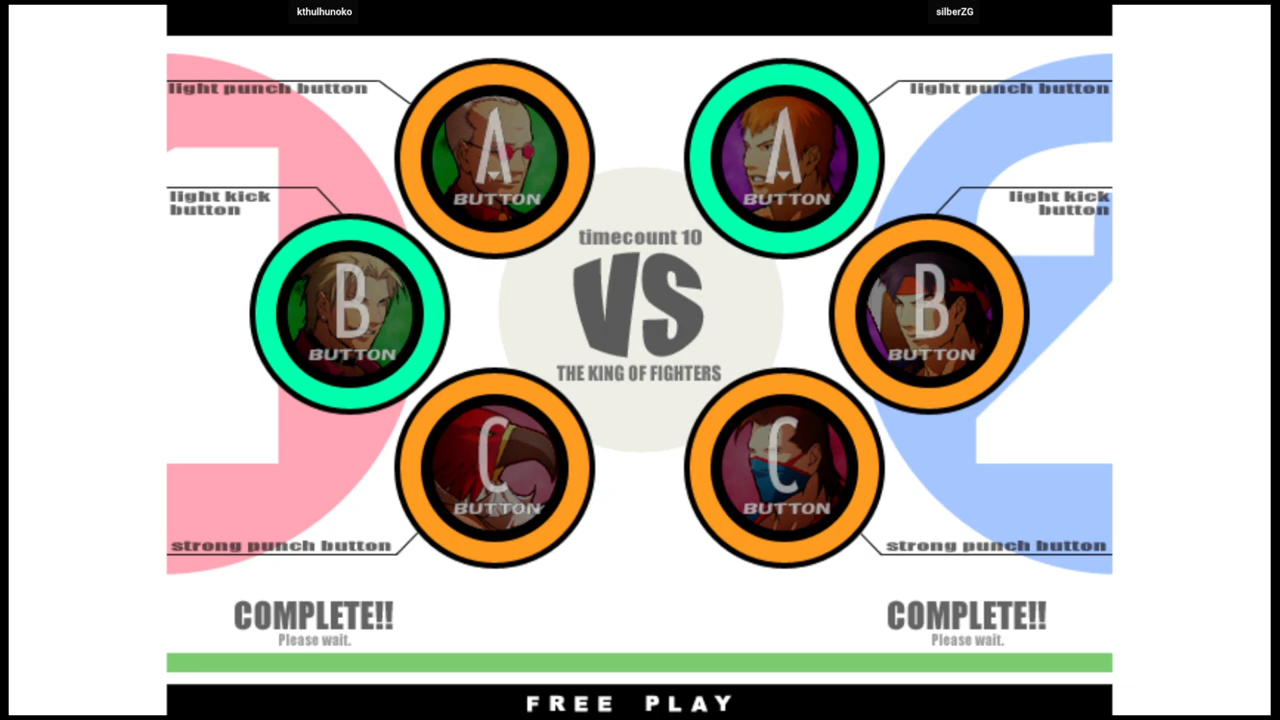 kthulhunoko
silberZG
light punch button
light punch button
A
BUTTON
A
BUTTON
light kick
button
light kick
button
timecount 10
VS
THE KING OF FIGHTERS
B
BUTTON
B
BUTTON
C
BUTTON
C
BUTTON
strong punch button
strong punch button
COMPLETE!!
Please wait.
COMPLETE!!
Please wait.
FREE PLAY